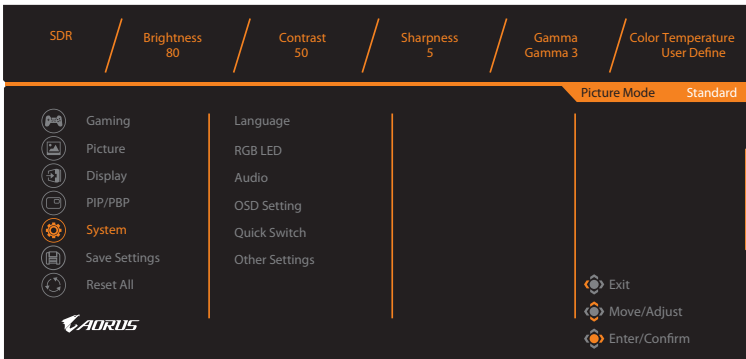 SDR Brightness Contrast Sharpness Gamma Color Temperature
80 50 5 Gamma 3 User Define
Picture Mode Standard
Gaming
Picture
Display
PIP/PBP
System
Save Settings
Reset All
Language
RGB LED
Audio
OSD Setting
Quick Switch
Other Settings
Exit
Move/Adjust
Enter/Confirm
AORUS